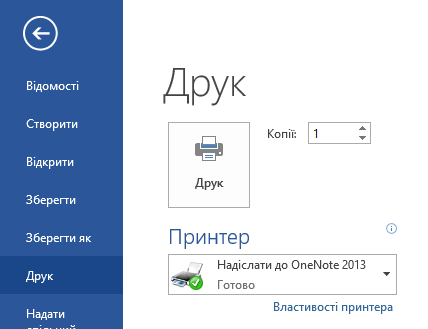 Відомості
Створити
Відкрити
Зберегти
Зберегти як
Друк
Надати
Друк
Копії: 1
Друк
Принтер
Надіслати до OneNote 2013
Готово
Властивості принтера